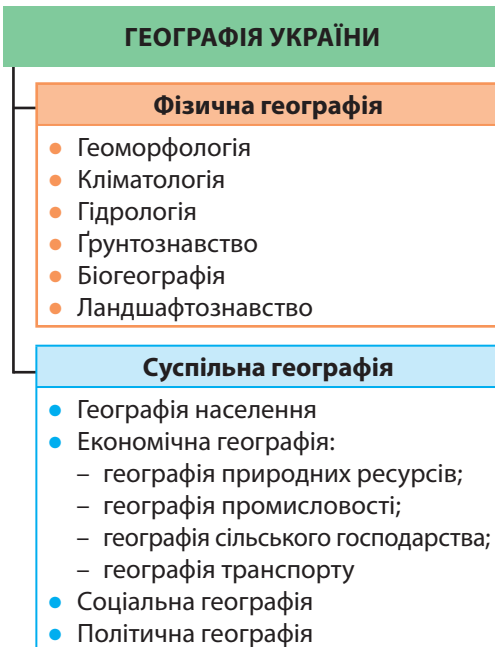 ГЕОГРАФІЯ УКРАЇНИ
Фізична географія
● Геоморфологія
● Кліматологія
● Гідрологія
● Ґрунтознавство
● Біогеографія
● Ландшафтознавство
Суспільна географія
● Географія населення
● Економічна географія:
– географія природних ресурсів;
– географія промисловості;
– географія сільського господарства;
– географія транспорту
● Соціальна географія
● Політична географія